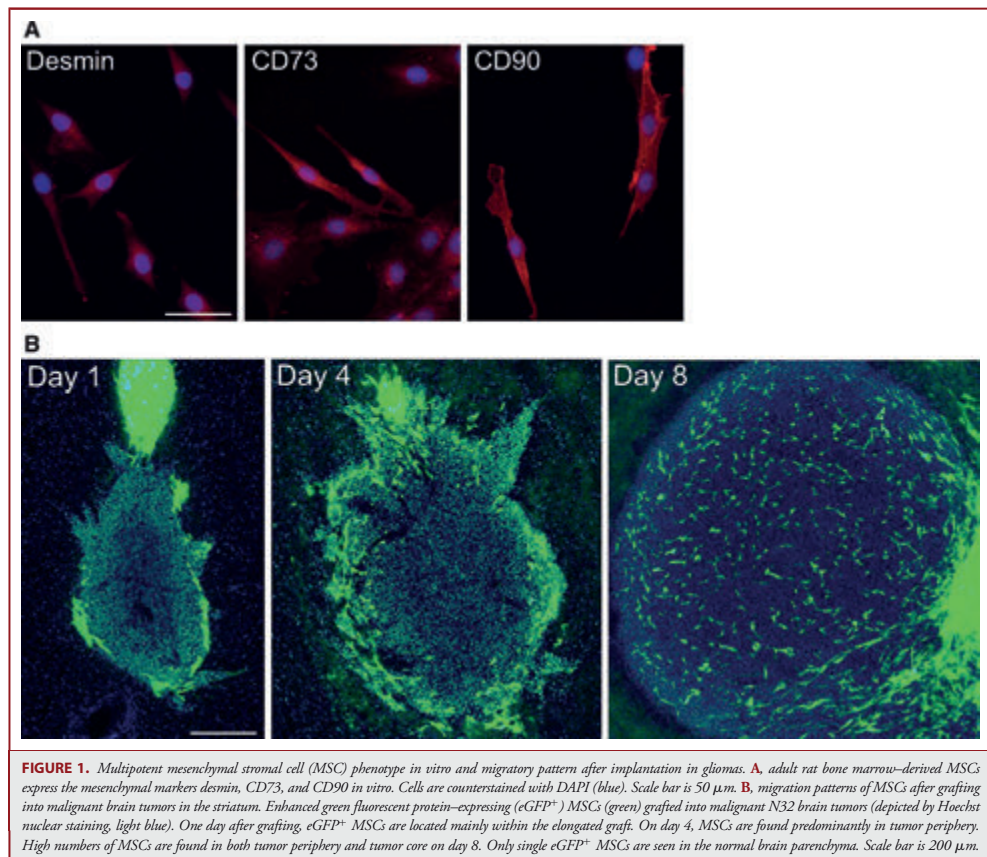 A
Desmin
CD73
CD90
B
Day 1
Day 4
Day 8
FIGURE 1. Multipotent mesenchymal stromal cell (MSC) phenotype in vitro and migratory pattern after implantation in gliomas. A, adult rat bone marrow–derived MSCs
express the mesenchymal markers desmin, CD73, and CD90 in vitro. Cells are counterstained with DAPI (blue). Scale bar is 50 μm. B, migration patterns of MSCs after grafting
into malignant brain tumors in the striatum. Enhanced green fluorescent protein–expressing (eGFP⁺) MSCs (green) grafted into malignant N32 brain tumors (depicted by Hoechst
nuclear staining, light blue). One day after grafting, eGFP⁺ MSCs are located mainly within the elongated graft. On day 4, MSCs are found predominantly in tumor periphery.
High numbers of MSCs are found in both tumor periphery and tumor core on day 8. Only single eGFP⁺ MSCs are seen in the normal brain parenchyma. Scale bar is 200 μm.